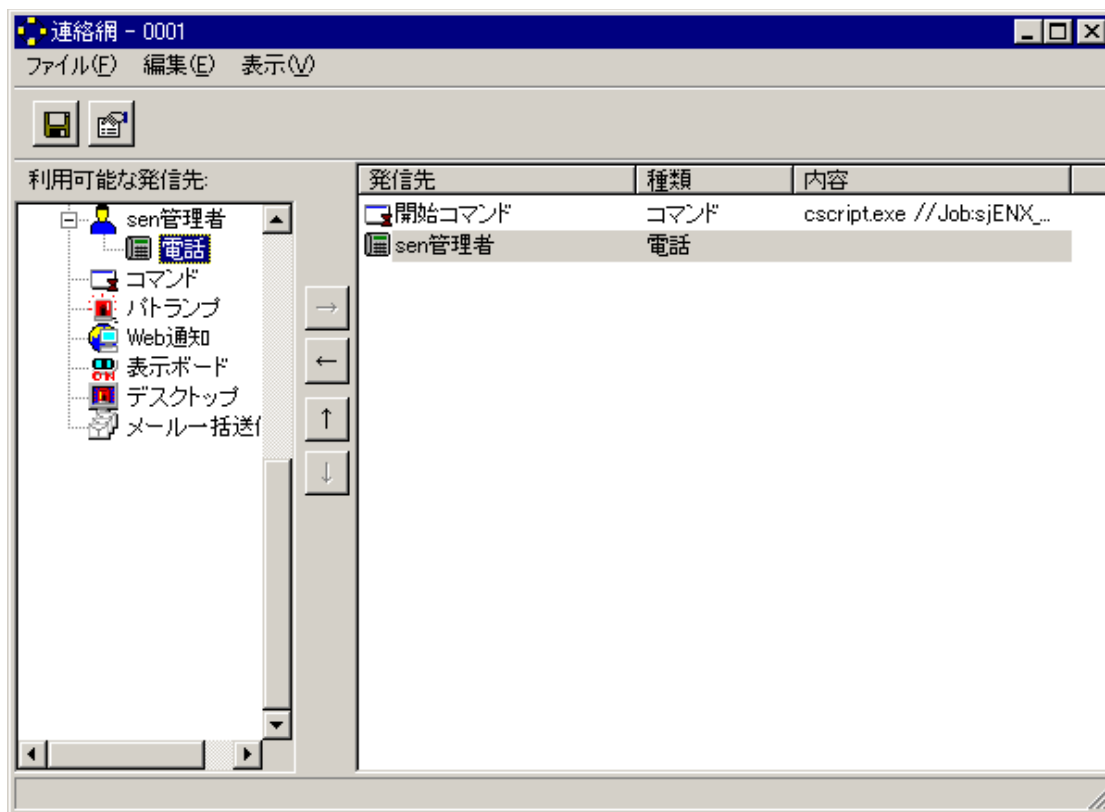 連絡網 - 0001
ファイル(F) 編集(E) 表示(V)
利用可能な発信先:
sen管理者
電話
コマンド
パトランプ
Web通知
表示ボード
デスクトップ
メール一括送信
→
←
↑
↓
発信先 種類 内容
開始コマンド コマンド cscript.exe //Job:sjENX_...
sen管理者 電話